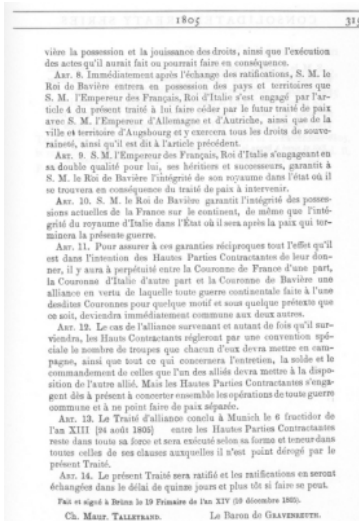 1805
315
vière la possession et la jouissance des droits, ainsi que l'exécution
des actes qu'il aurait fait ou pourrait faire en conséquence.
Art. 8. Immédiatement après l'échange des ratifications, S. M. le
Roi de Bavière entrera en possession des pays et territoires que
S. M. l'Empereur des Français, Roi d'Italie s'est engagé par l'ar-
ticle 4 du présent traité à lui faire céder par le futur traité de paix
avec S. M. l'Empereur d'Allemagne et d'Autriche, ainsi que de la
ville et territoire d'Augsbourg et y exercera tous les droits de souve-
raineté, ainsi qu'il est dit à l'article précédent.
Art. 9. S. M. l'Empereur des Français, Roi d'Italie s'engageant en
sa double qualité pour lui, ses héritiers et successeurs, garantit à
S. M. le Roi de Bavière l'intégrité de son royaume dans l'état où il
se trouvera en conséquence du traité de paix à intervenir.
Art. 10. S. M. le Roi de Bavière garantit l'intégrité des posses-
sions actuelles de la France sur le continent, de même que l'inté-
grité du royaume d'Italie dans l'État où il sera après la paix qui ter-
minera la présente guerre.
Art. 11. Pour assurer à ces garanties réciproques tout l'effet qu'il
est dans l'intention des Hautes Parties Contractantes de leur don-
ner, il y aura à perpétuité entre la Couronne de France d'une part,
la Couronne d'Italie d'autre part et la Couronne de Bavière une
alliance en vertu de laquelle toute guerre continentale faite à l'une
desdites Couronnes pour quelque motif et sous quelque prétexte que
ce soit, deviendra immédiatement commune aux deux autres.
Art. 12. Le cas de l'alliance survenant et autant de fois qu'il sur-
viendra, les Hauts Contractants régleront par une convention spé-
ciale le nombre de troupes que chacun d'eux devra mettre en cam-
pagne, ainsi que tout ce qui concernera l'entretien, la solde et le
commandement de celles que l'un des alliés devra mettre à la dispo-
sition de l'autre allié. Mais les Hautes Parties Contractantes s'enga-
gent dès à présent à concerter ensemble les opérations de toute guerre
commune et à ne point faire de paix séparée.
Art. 13. Le Traité d'alliance conclu à Munich le 6 fructidor de
l'an XIII [24 août 1805] entre les Hautes Parties Contractantes
reste dans toute sa force et sera exécuté selon sa forme et teneur dans
toutes celles de ses clauses auxquelles il n'est point dérogé par le
présent Traité.
Art. 14. Le présent Traité sera ratifié et les ratifications en seront
échangées dans le délai de quinze jours et plus tôt si faire se peut.
Fait et signé à Brünn le 19 Frimaire de l'an XIV (10 décembre 1805).
Ch. Maur. Talleyrand. Le Baron de Gravenreuth.